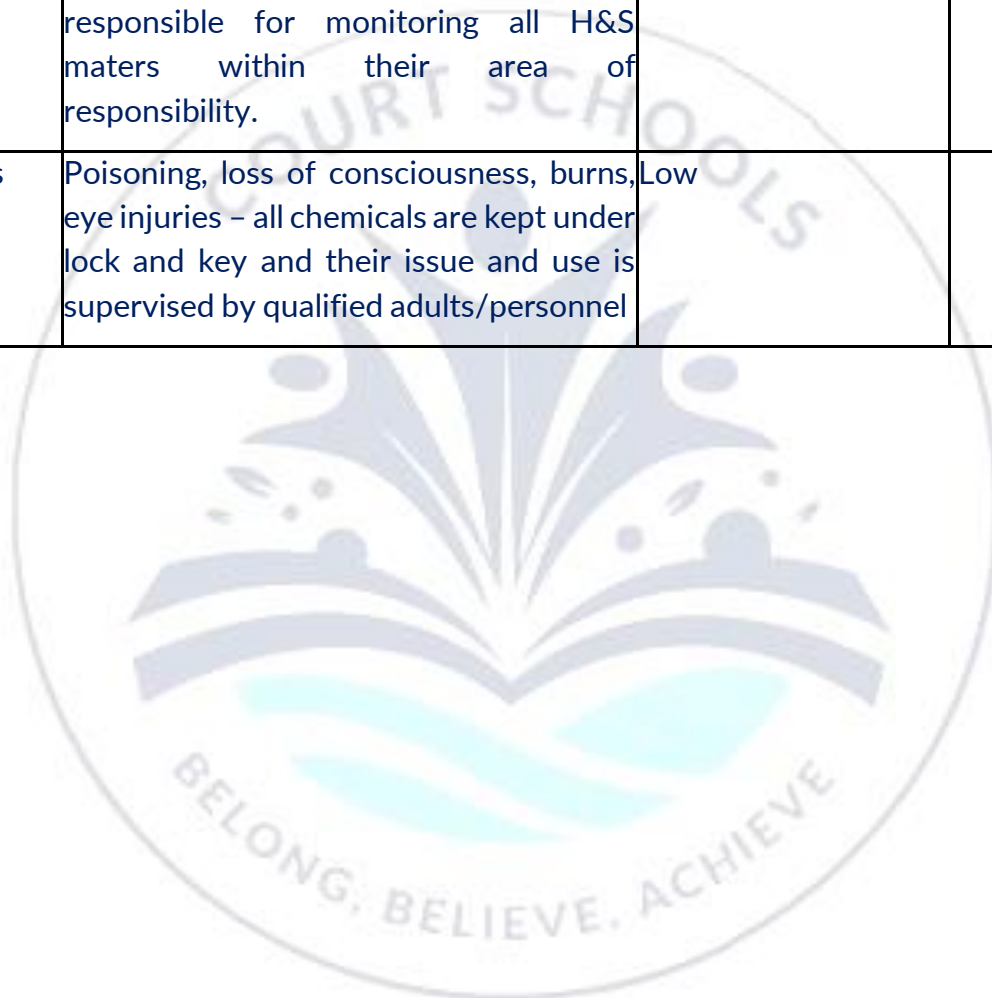 responsible for monitoring all H&S
maters within their area of
responsibility.
s
Poisoning, loss of consciousness, burns,
Low
eye injuries – all chemicals are kept under
lock and key and their issue and use is
supervised by qualified adults/personnel
COURT SCHOOLS
BELONG, BELIEVE, ACHIEVE